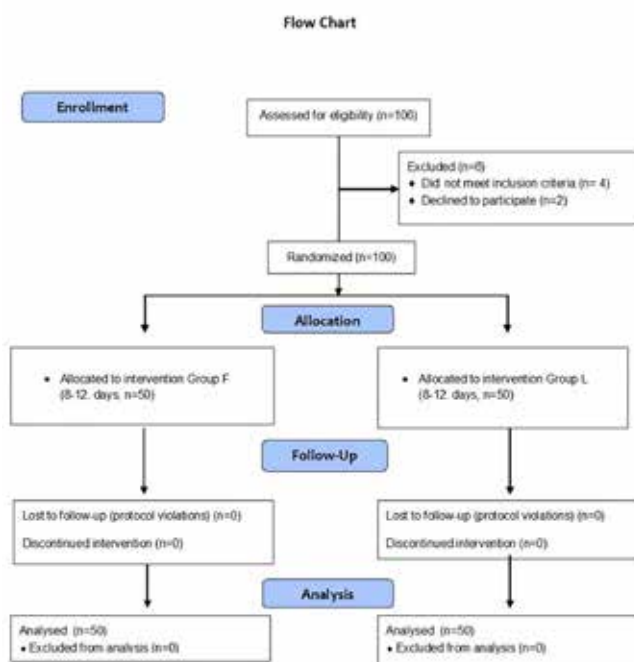 Flow Chart
Enrollment
Assessed for eligibility (n=106)
Excluded (n=6)
♦ Did not meet inclusion criteria (n= 4)
♦ Declined to participate (n=2)
Randomized (n=100)
Allocation
• Allocated to intervention Group F
(8-12. days, n=50)
• Allocated to intervention Group L
(8-12. days, n=50)
Follow-Up
Lost to follow-up (protocol violations) (n=0)
Discontinued intervention (n=0)
Lost to follow-up (protocol violations) (n=0)
Discontinued intervention (n=0)
Analysis
Analysed (n=50)
♦ Excluded from analysis (n=0)
Analysed (n=50)
♦ Excluded from analysis (n=0)